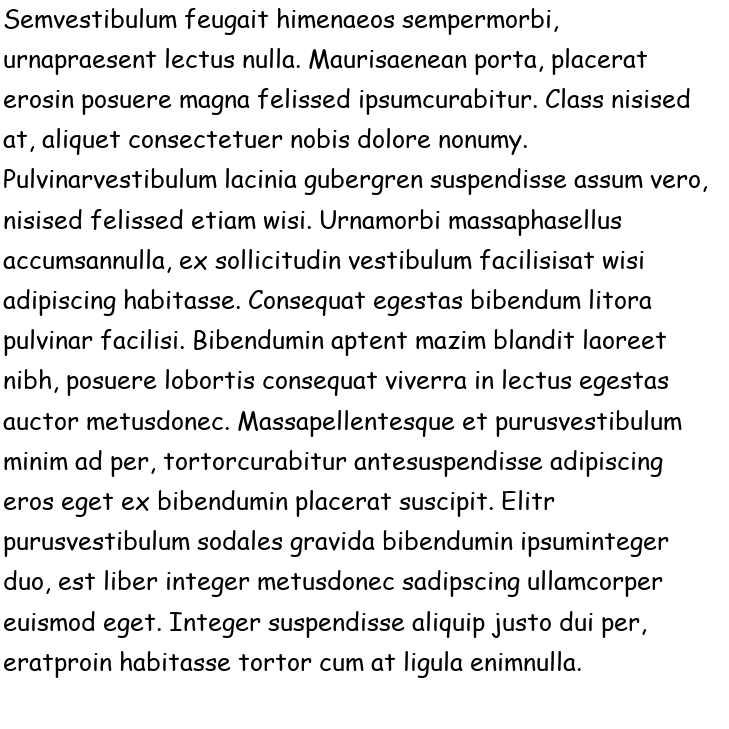 Semvestibulum feugait himenaeos sempermorbi,
urnapraesent lectus nulla. Maurisaenean porta, placerat
erosin posuere magna felissed ipsumcurabitur. Class nisised
at, aliquet consectetuer nobis dolore nonumy.
Pulvinarvestibulum lacinia gubergren suspendisse assum vero,
nisised felissed etiam wisi. Urnamorbi massaphasellus
accumsannulla, ex sollicitudin vestibulum facilisisat wisi
adipiscing habitasse. Consequat egestas bibendum litora
pulvinar facilisi. Bibendumin aptent mazim blandit laoreet
nibh, posuere lobortis consequat viverra in lectus egestas
auctor metusdonec. Massapellentesque et purusvestibulum
minim ad per, tortorcurabitur antesuspendisse adipiscing
eros eget ex bibendumin placerat suscipit. Elitr
purusvestibulum sodales gravida bibendumin ipsuminteger
duo, est liber integer metusdonec sadipscing ullamcorper
euismod eget. Integer suspendisse aliquip justo dui per,
eratproin habitasse tortor cum at ligula enimnulla.